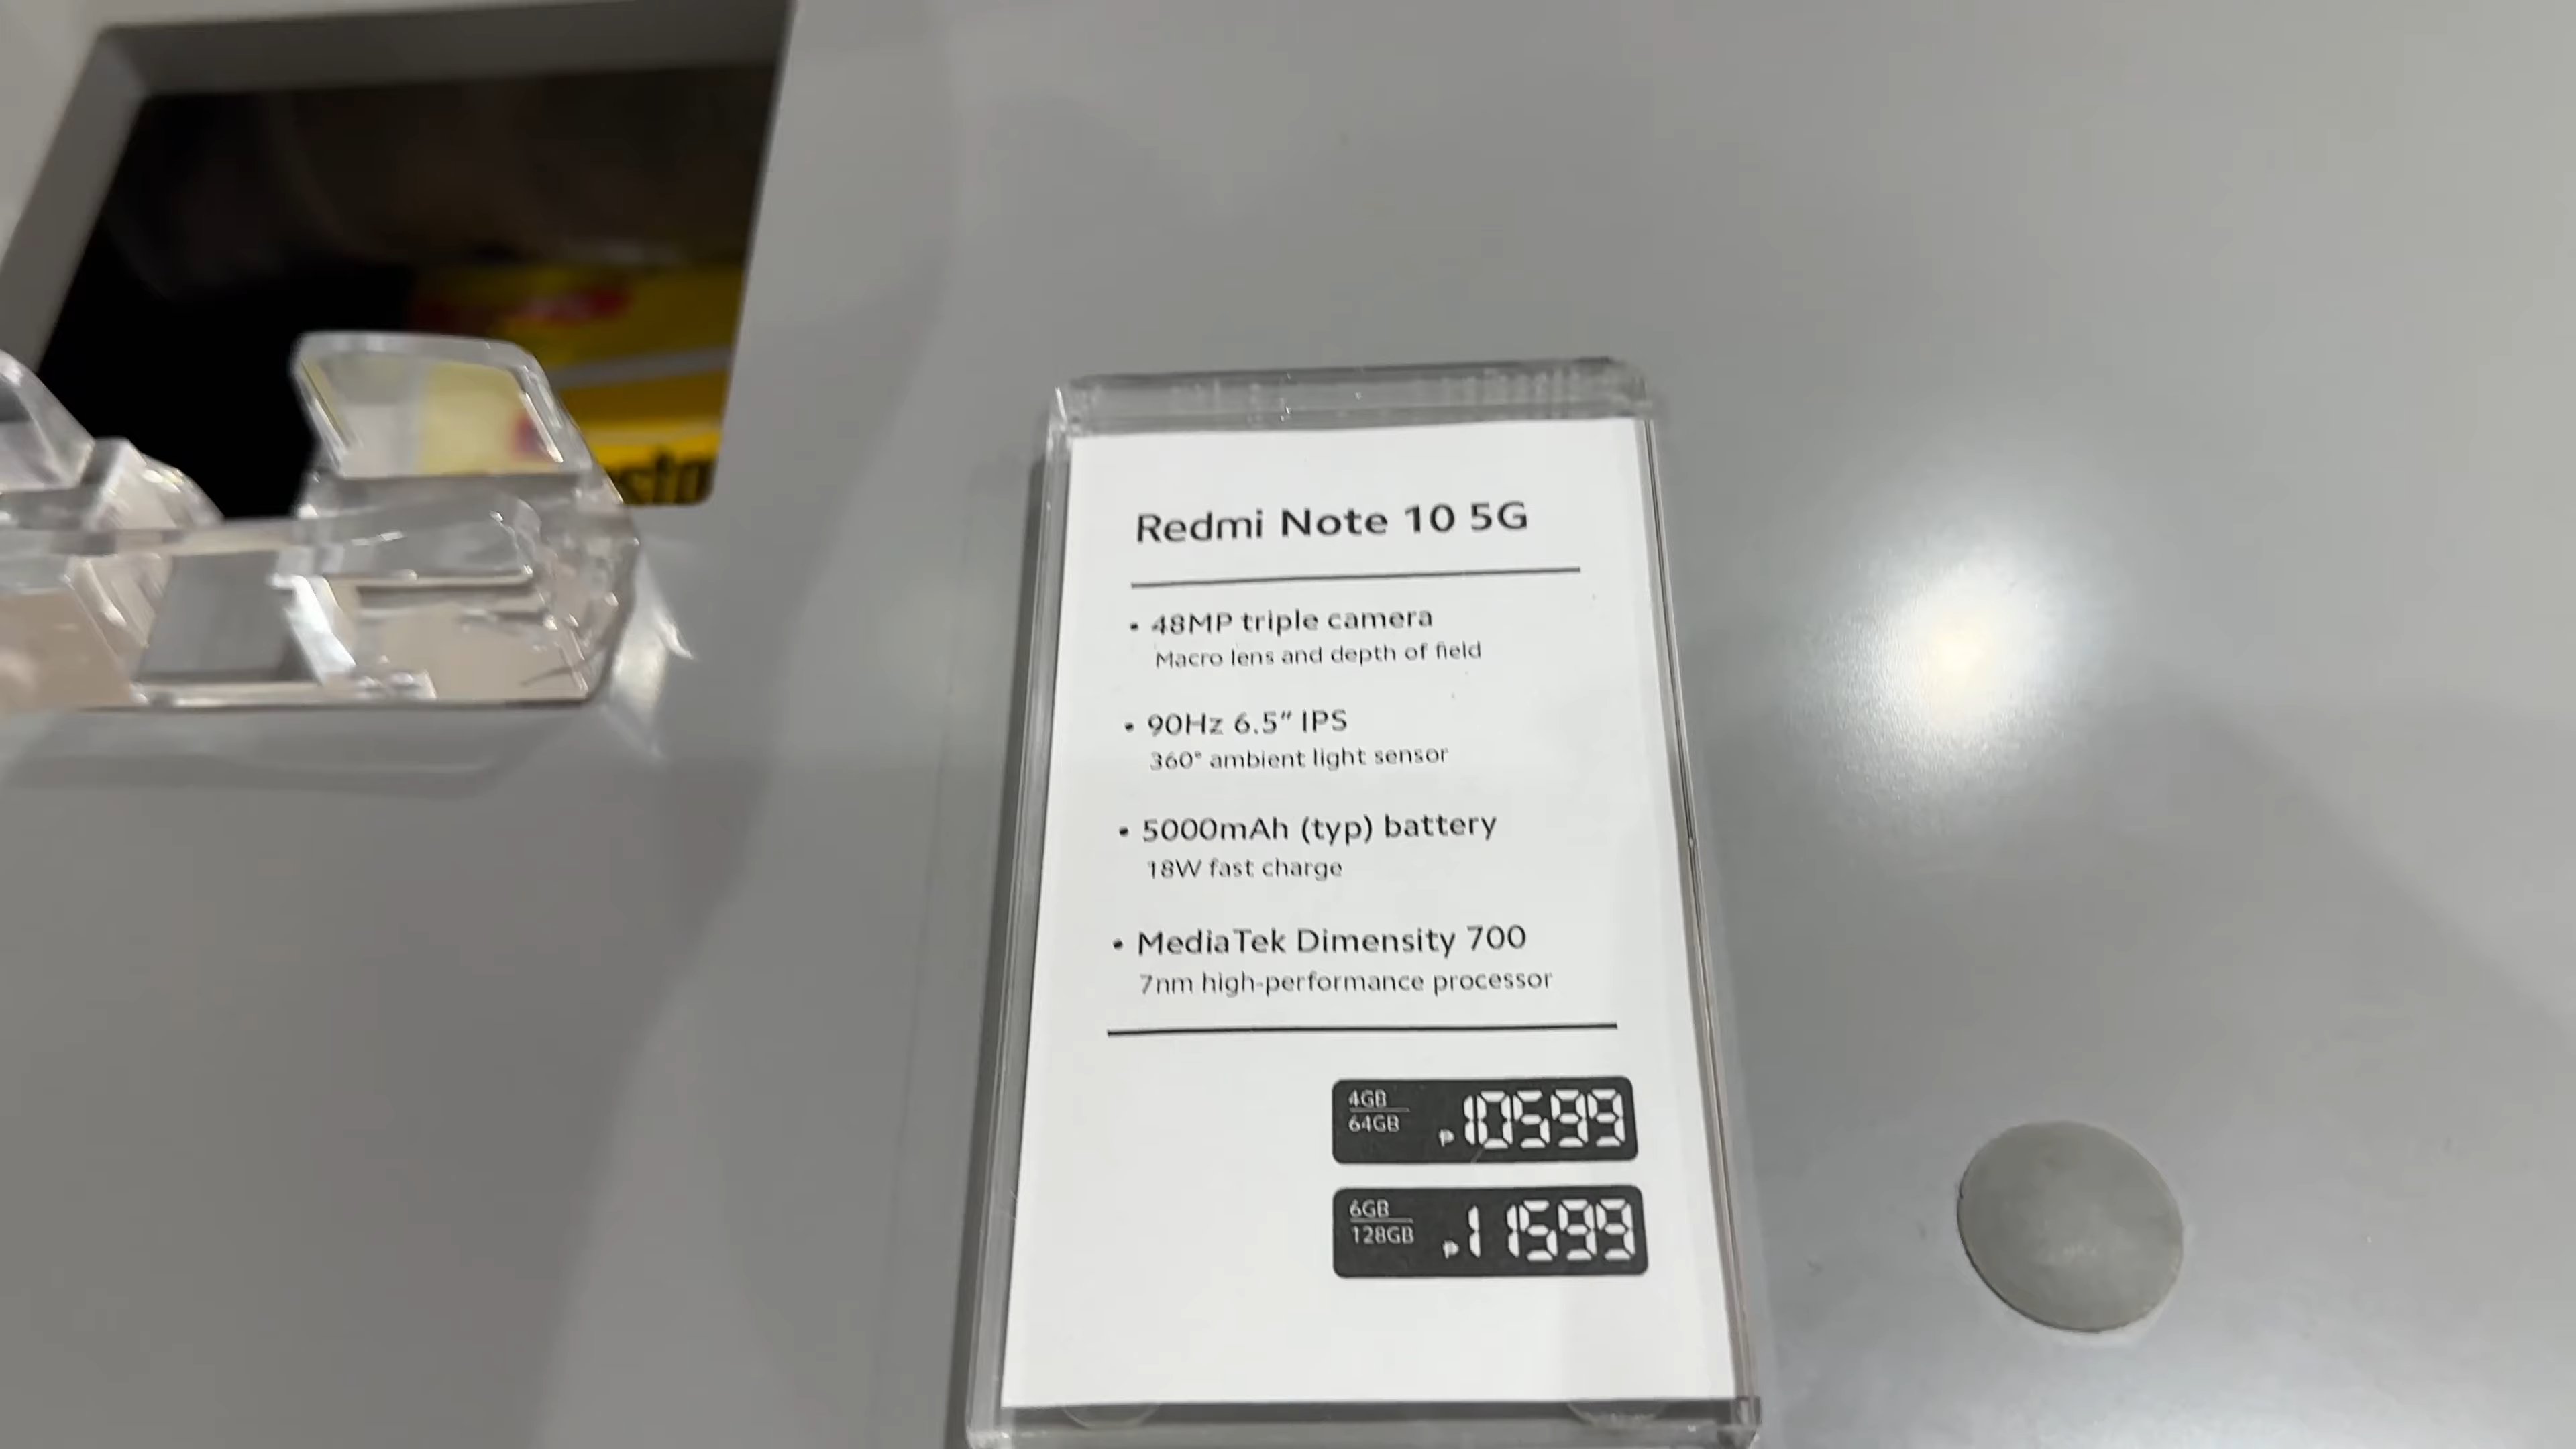 Redmi Note 10 5G
• 48MP triple camera
Macro lens and depth of field
• 90Hz 6.5" IPS
360° ambient light sensor
• 5000mAh (typ) battery
18W fast charge
• MediaTek Dimensity 700
7nm high-performance processor
4GB
64GB
₱10599
6GB
128GB
₱11599